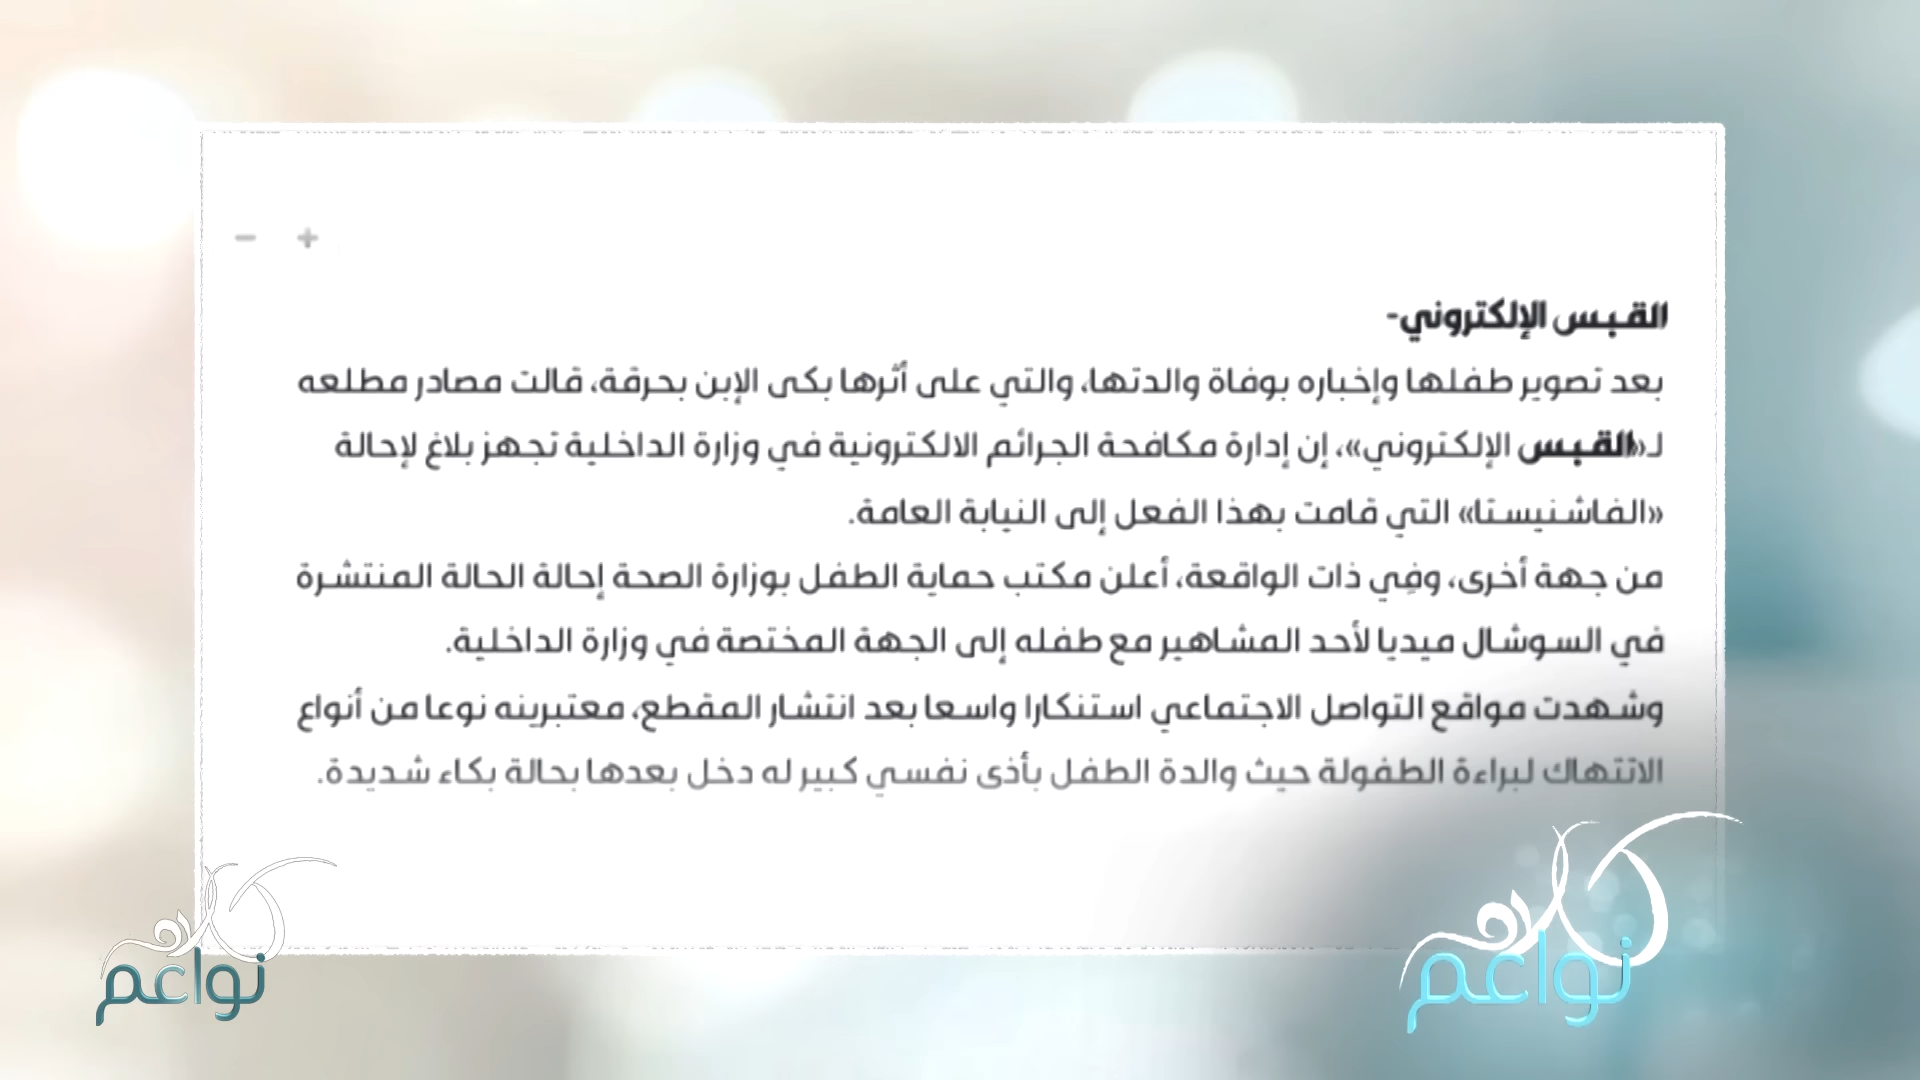 القبس الإلكتروني-
بعد تصوير طفلها وإخباره بوفاة والدتها، والتي على أثرها بكى الإبن بحرقة، قالت مصادر مطلعه
لـ«القبس الإلكتروني»، إن إدارة مكافحة الجرائم الالكترونية في وزارة الداخلية تجهز بلاغ لإحالة
«الفاشنيستا» التي قامت بهذا الفعل إلى النيابة العامة.
من جهة أخرى، وفِي ذات الواقعة، أعلن مكتب حماية الطفل بوزارة الصحة إحالة الحالة المنتشرة
في السوشال ميديا لأحد المشاهير مع طفله إلى الجهة المختصة في وزارة الداخلية.
وشهدت مواقع التواصل الاجتماعي استنكارا واسعا بعد انتشار المقطع، معتبرينه نوعا من أنواع
الانتهاك لبراءة الطفولة حيث والدة الطفل بأذى نفسي كبير له دخل بعدها بحالة بكاء شديدة.
كلام
نواعم
كلام
نواعم